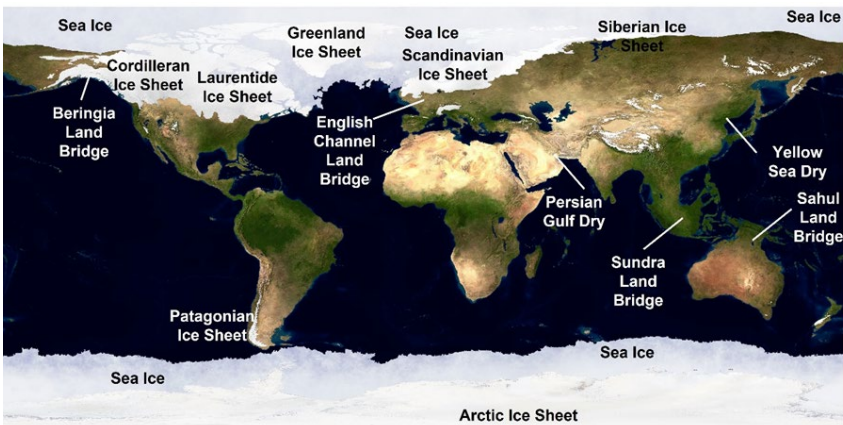 Sea Ice
Greenland
Ice Sheet
Sea Ice
Siberian Ice
Sheet
Sea Ice
Cordilleran
Ice Sheet
Laurentide
Ice Sheet
Scandinavian
Ice Sheet
Beringia
Land
Bridge
English
Channel
Land
Bridge
Yellow
Sea Dry
Persian
Gulf Dry
Sahul
Land
Bridge
Sundra
Land
Bridge
Patagonian
Ice Sheet
Sea Ice
Sea Ice
Arctic Ice Sheet